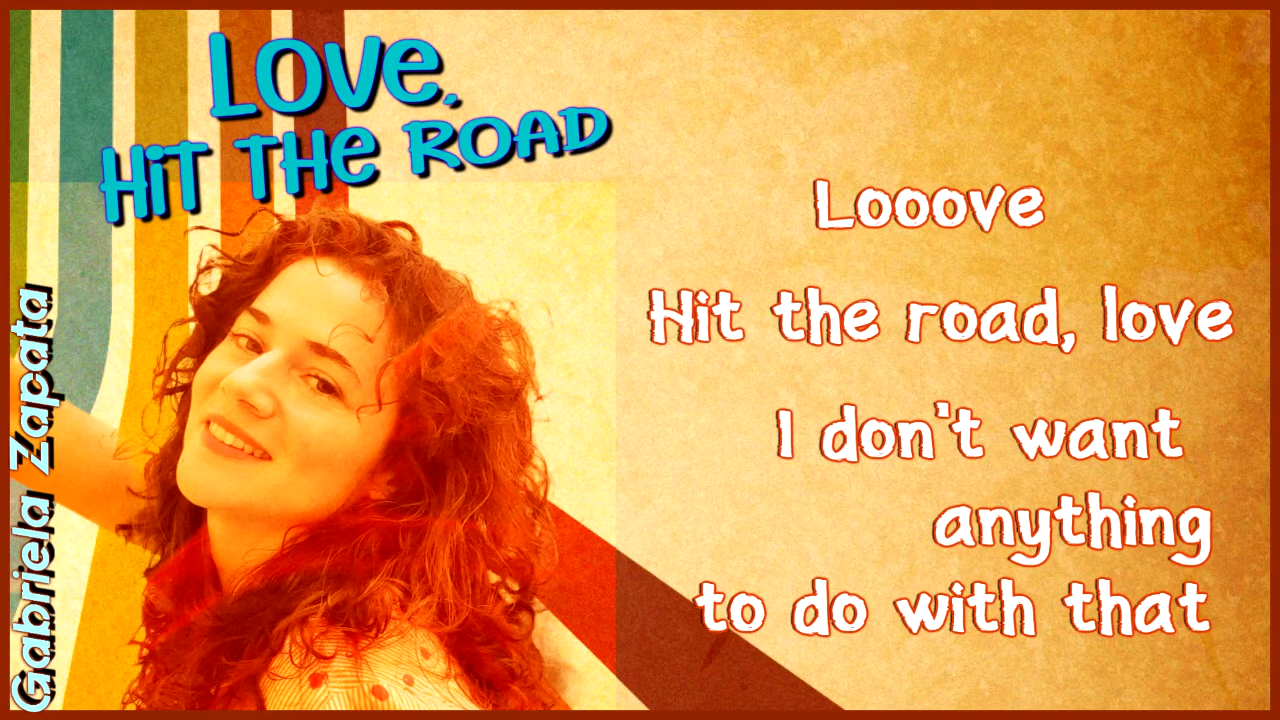 Love,
Hit the Road
Gabriela Zapata
Looove
Hit the road, love
I don't want
anything
to do with that